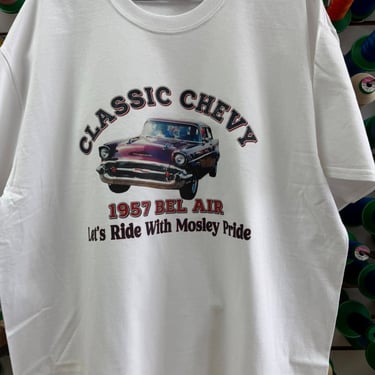 CLASSIC CHEVY
1957 BEL AIR
Let's Ride With Mosley Pride